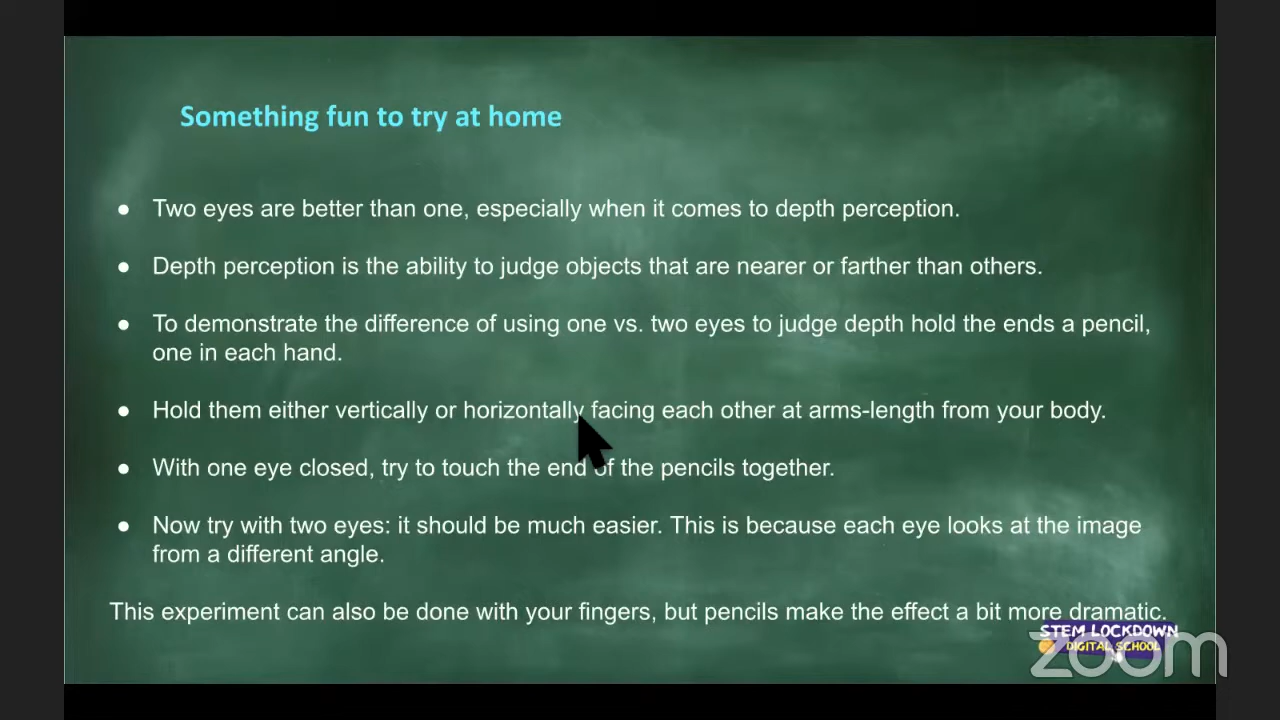 Something fun to try at home
● Two eyes are better than one, especially when it comes to depth perception.
● Depth perception is the ability to judge objects that are nearer or farther than others.
● To demonstrate the difference of using one vs. two eyes to judge depth hold the ends a pencil,
one in each hand.
● Hold them either vertically or horizontally facing each other at arms-length from your body.
● With one eye closed, try to touch the end of the pencils together.
● Now try with two eyes: it should be much easier. This is because each eye looks at the image
from a different angle.
This experiment can also be done with your fingers, but pencils make the effect a bit more dramatic.
STEM LOCKDOWN
DIGITAL SCHOOL
zoom